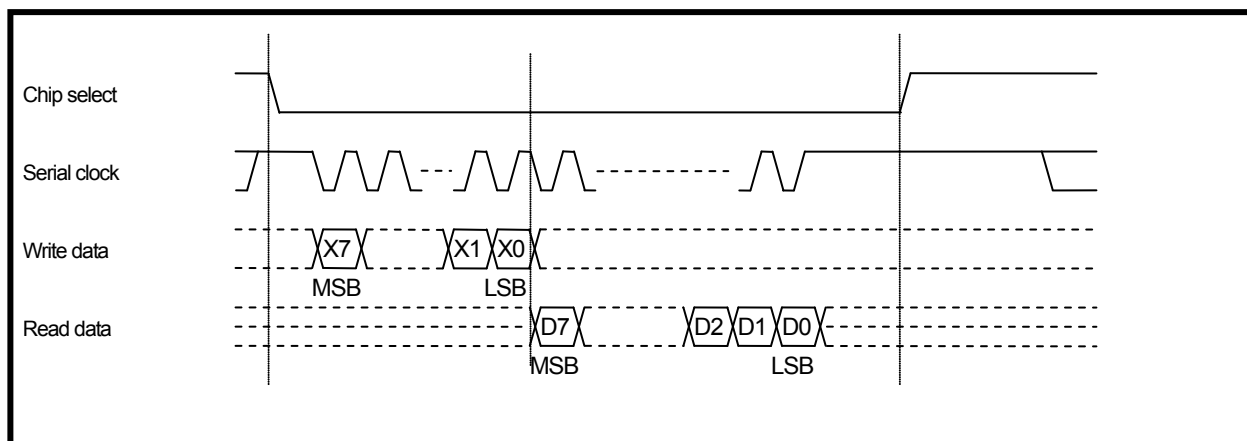 Chip select
Serial clock
Write data
X7 X1 X0
MSB LSB
Read data
D7 D2 D1 D0
MSB LSB